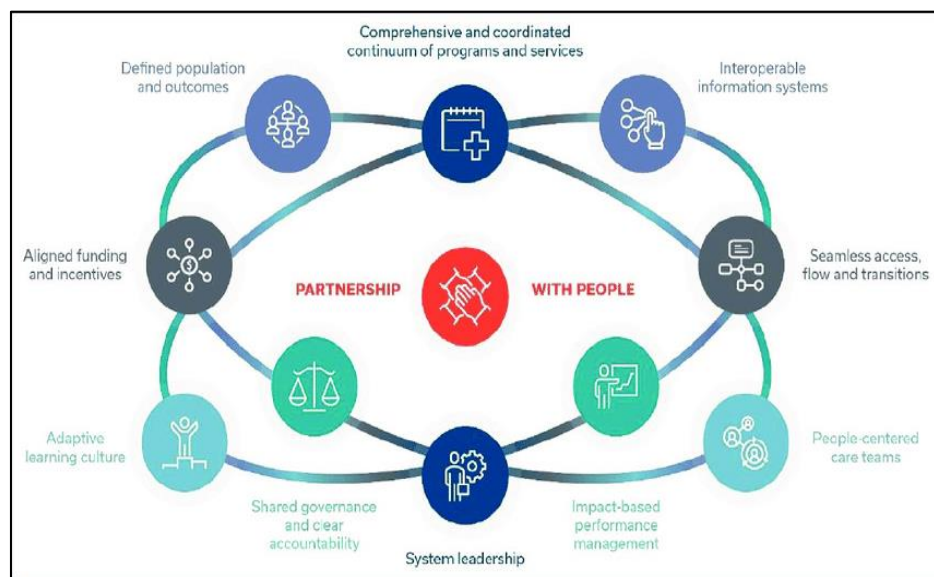 Comprehensive and coordinated
continuum of programs and services
Defined population
and outcomes
Interoperable
information systems
Aligned funding
and incentives
$
Seamless access,
flow and transitions
PARTNERSHIP
WITH PEOPLE
Adaptive
learning culture
People-centered
care teams
Shared governance
and clear
accountability
Impact-based
performance
management
System leadership